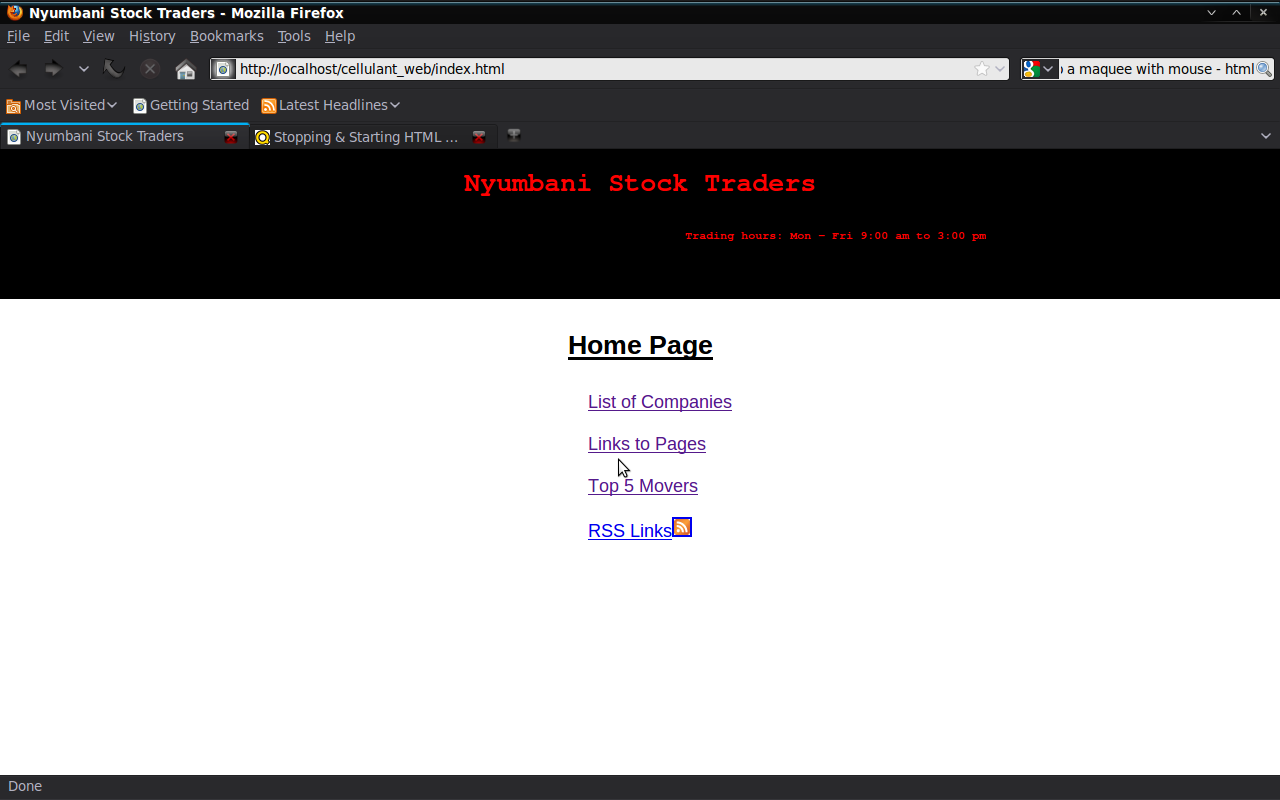 Nyumbani Stock Traders - Mozilla Firefox
File Edit View History Bookmarks Tools Help
http://localhost/cellulant_web/index.html
a maquee with mouse - html
Most Visited Getting Started Latest Headlines
Nyumbani Stock Traders
Stopping & Starting HTML ...
Nyumbani Stock Traders
Trading hours: Mon - Fri 9:00 am to 3:00 pm
Home Page
List of Companies
Links to Pages
Top 5 Movers
RSS Links
Done